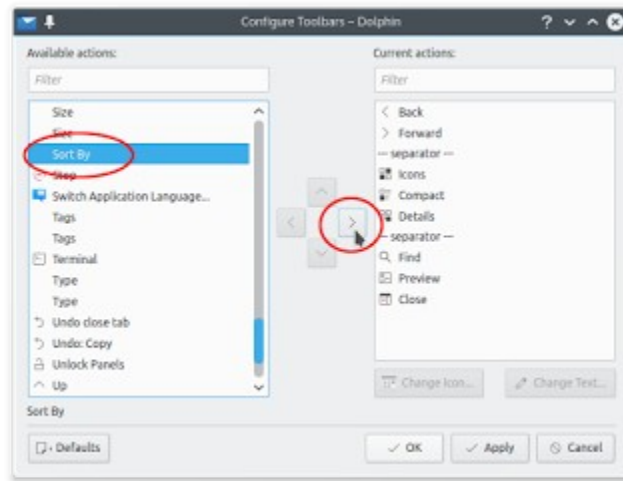 Configure Toolbars – Dolphin
Available actions:
Filter
Size
Size
Sort By
Stop
Switch Application Language...
Tags
Tags
Terminal
Type
Type
Undo close tab
Undo: Copy
Unlock Panels
Up
Current actions:
Filter
Back
Forward
— separator —
Icons
Compact
Details
— separator —
Find
Preview
Close
Change Icon...
Change Text...
Sort By
Defaults
OK
Apply
Cancel